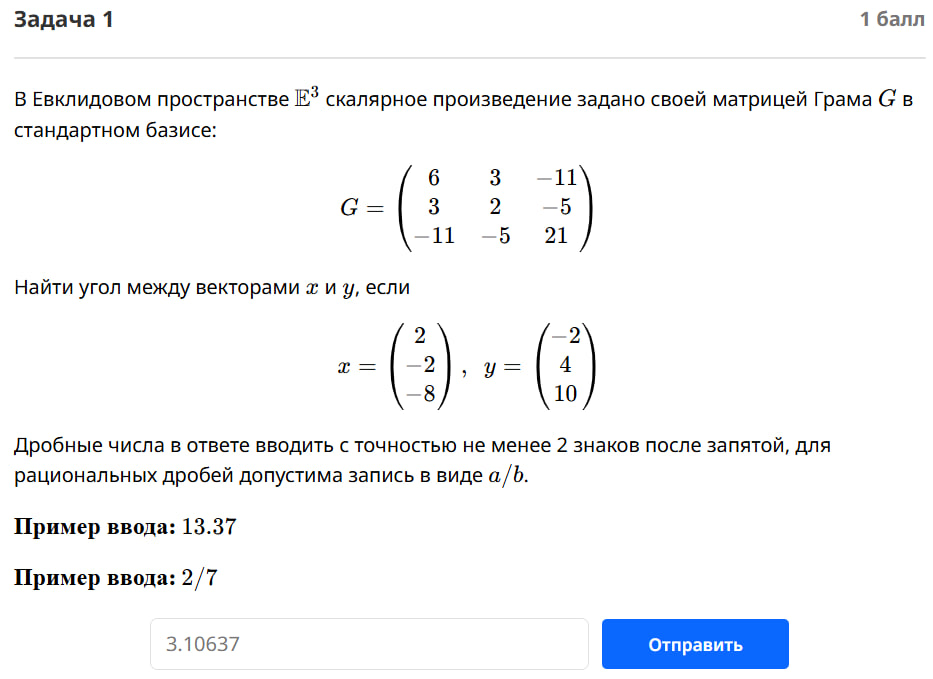 Задача 1 1 балл
В Евклидовом пространстве 𝔼³ скалярное произведение задано своей матрицей Грама G в
стандартном базисе:
6 3 −11
G = 3 2 −5
−11 −5 21
Найти угол между векторами x и y, если
2 −2
x = −2 , y = 4
−8 10
Дробные числа в ответе вводить с точностью не менее 2 знаков после запятой, для
рациональных дробей допустима запись в виде a/b.
Пример ввода: 13.37
Пример ввода: 2/7
3.10637 Отправить